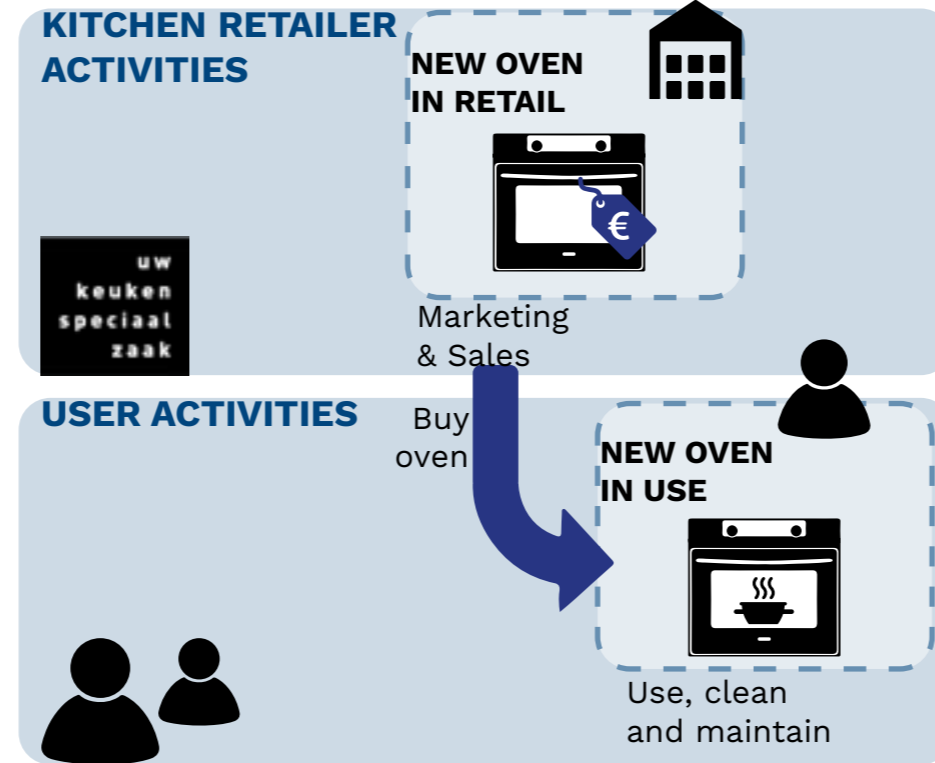 KITCHEN RETAILER
ACTIVITIES
NEW OVEN
IN RETAIL
€
uw
keuken
speciaal
zaak
Marketing
& Sales
USER ACTIVITIES
Buy
oven
NEW OVEN
IN USE
Use, clean
and maintain